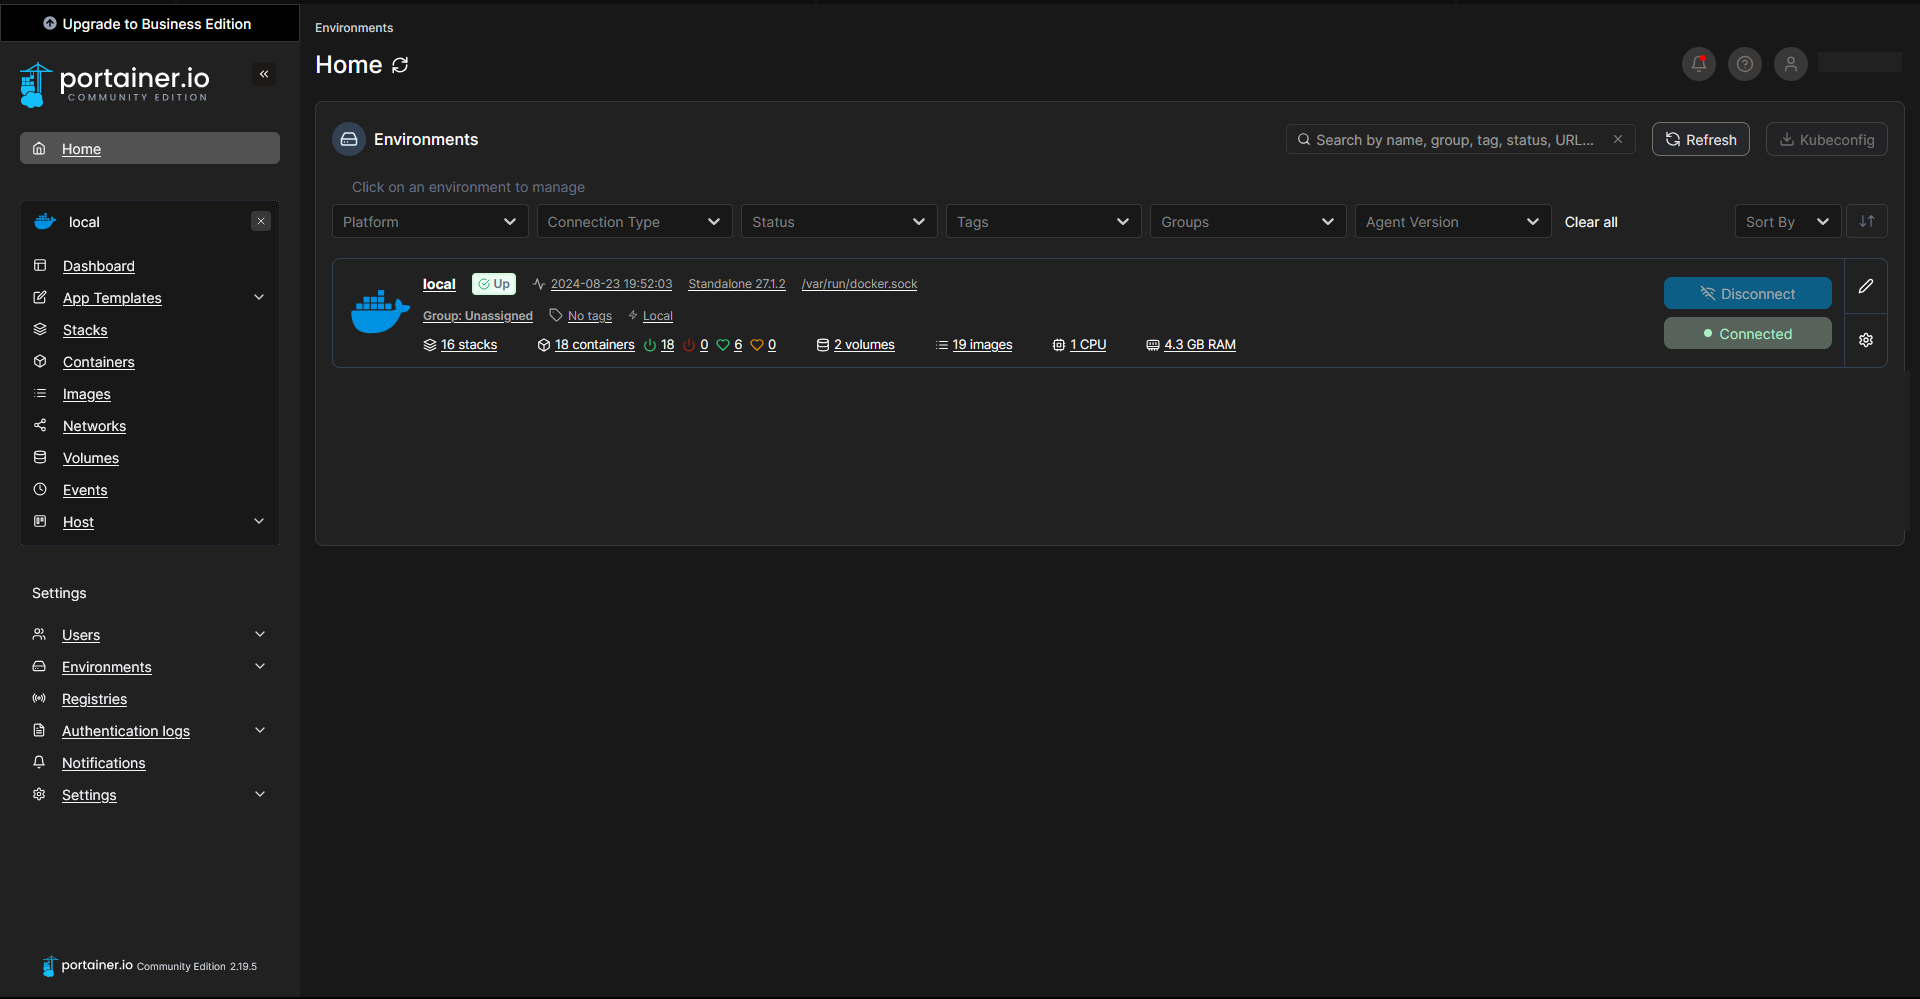 Upgrade to Business Edition
portainer.io
COMMUNITY EDITION
«
Home
local
Dashboard
App Templates
Stacks
Containers
Images
Networks
Volumes
Events
Host
Settings
Users
Environments
Registries
Authentication logs
Notifications
Settings
portainer.io Community Edition 2.19.5
Environments
Home
Environments
Search by name, group, tag, status, URL...
Refresh
Kubeconfig
Click on an environment to manage
Platform Connection Type Status Tags Groups Agent Version Clear all Sort By
local Up 2024-08-23 19:52:03 Standalone 27.1.2 /var/run/docker.sock
Group: Unassigned No tags Local
16 stacks 18 containers 18 0 6 0 2 volumes 19 images 1 CPU 4.3 GB RAM
Disconnect
Connected